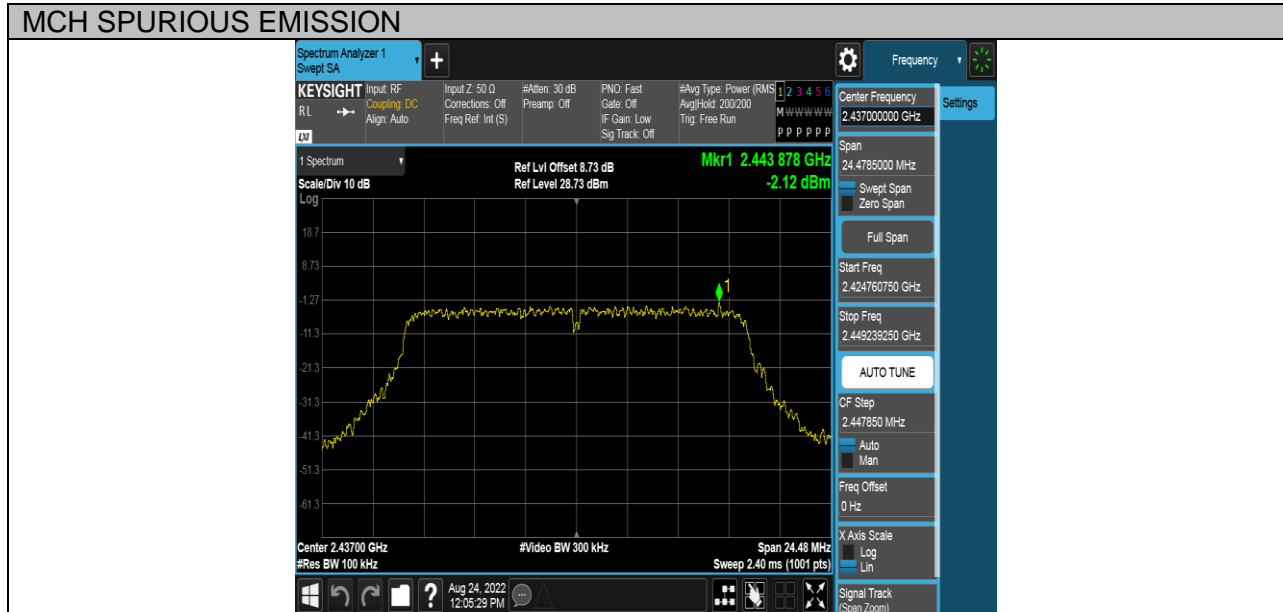 MCH SPURIOUS EMISSION
Spectrum Analyzer 1
Swept SA
+
Frequency
KEYSIGHT
RL
LXI
Input: RF
Coupling: DC
Align: Auto
Input Z: 50 Ω
Corrections: Off
Freq Ref: Int (S)
#Atten: 30 dB
Preamp: Off
PNO: Fast
Gate: Off
IF Gain: Low
Sig Track: Off
#Avg Type: Power (RMS
Avg|Hold: 200/200
Trig: Free Run
1 2 3 4 5 6
M W W W W W
P P P P P P
1 Spectrum
Scale/Div 10 dB
Log
Ref Lvl Offset 8.73 dB
Ref Level 28.73 dBm
Mkr1 2.443 878 GHz
-2.12 dBm
18.7
8.73
-1.27
-11.3
-21.3
-31.3
-41.3
-51.3
-61.3
1
Center 2.43700 GHz
#Res BW 100 kHz
#Video BW 300 kHz
Span 24.48 MHz
Sweep 2.40 ms (1001 pts)
?
Aug 24, 2022
12:05:29 PM
Center Frequency
2.437000000 GHz
Settings
Span
24.4785000 MHz
Swept Span
Zero Span
Full Span
Start Freq
2.424760750 GHz
Stop Freq
2.449239250 GHz
AUTO TUNE
CF Step
2.447850 MHz
Auto
Man
Freq Offset
0 Hz
X Axis Scale
Log
Lin
Signal Track
(Span Zoom)